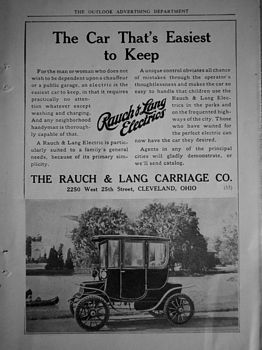 THE OUTLOOK ADVERTISING DEPARTMENT
The Car That's Easiest
to Keep
For the man or woman who does not
wish to be dependent upon a chauffeur
or a public garage, an electric is the
easiest car to keep, in that it requires
practically no atten-
tion whatever except
washing and charging.
And any neighborhood
handyman is thorough-
ly capable of that.
A Rauch & Lang Electric is partic-
ularly suited to a family's general
needs, because of its primary sim-
plicity.
Rauch & Lang
Electrics
A unique control obviates all chance
of mistakes through the operator's
thoughtlessness and makes the car so
easy to handle that children use the
Rauch & Lang Elec-
trics in the parks and
on the frequented high-
ways of the city. Those
who have waited for
the perfect electric can
now have the car they desired.
Agents in any of the principal
cities will gladly demonstrate, or
we'll send catalog.
THE RAUCH & LANG CARRIAGE CO.
2250 West 25th Street, CLEVELAND, OHIO